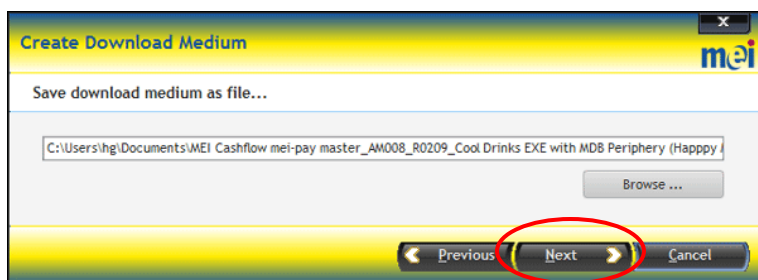 x
Create Download Medium
mei
Save download medium as file...
C:\Users\hg\Documents\MEI Cashflow mei-pay master_AM008_R0209_Cool Drinks EXE with MDB Periphery (Happpy
Browse ...
Previous Next Cancel